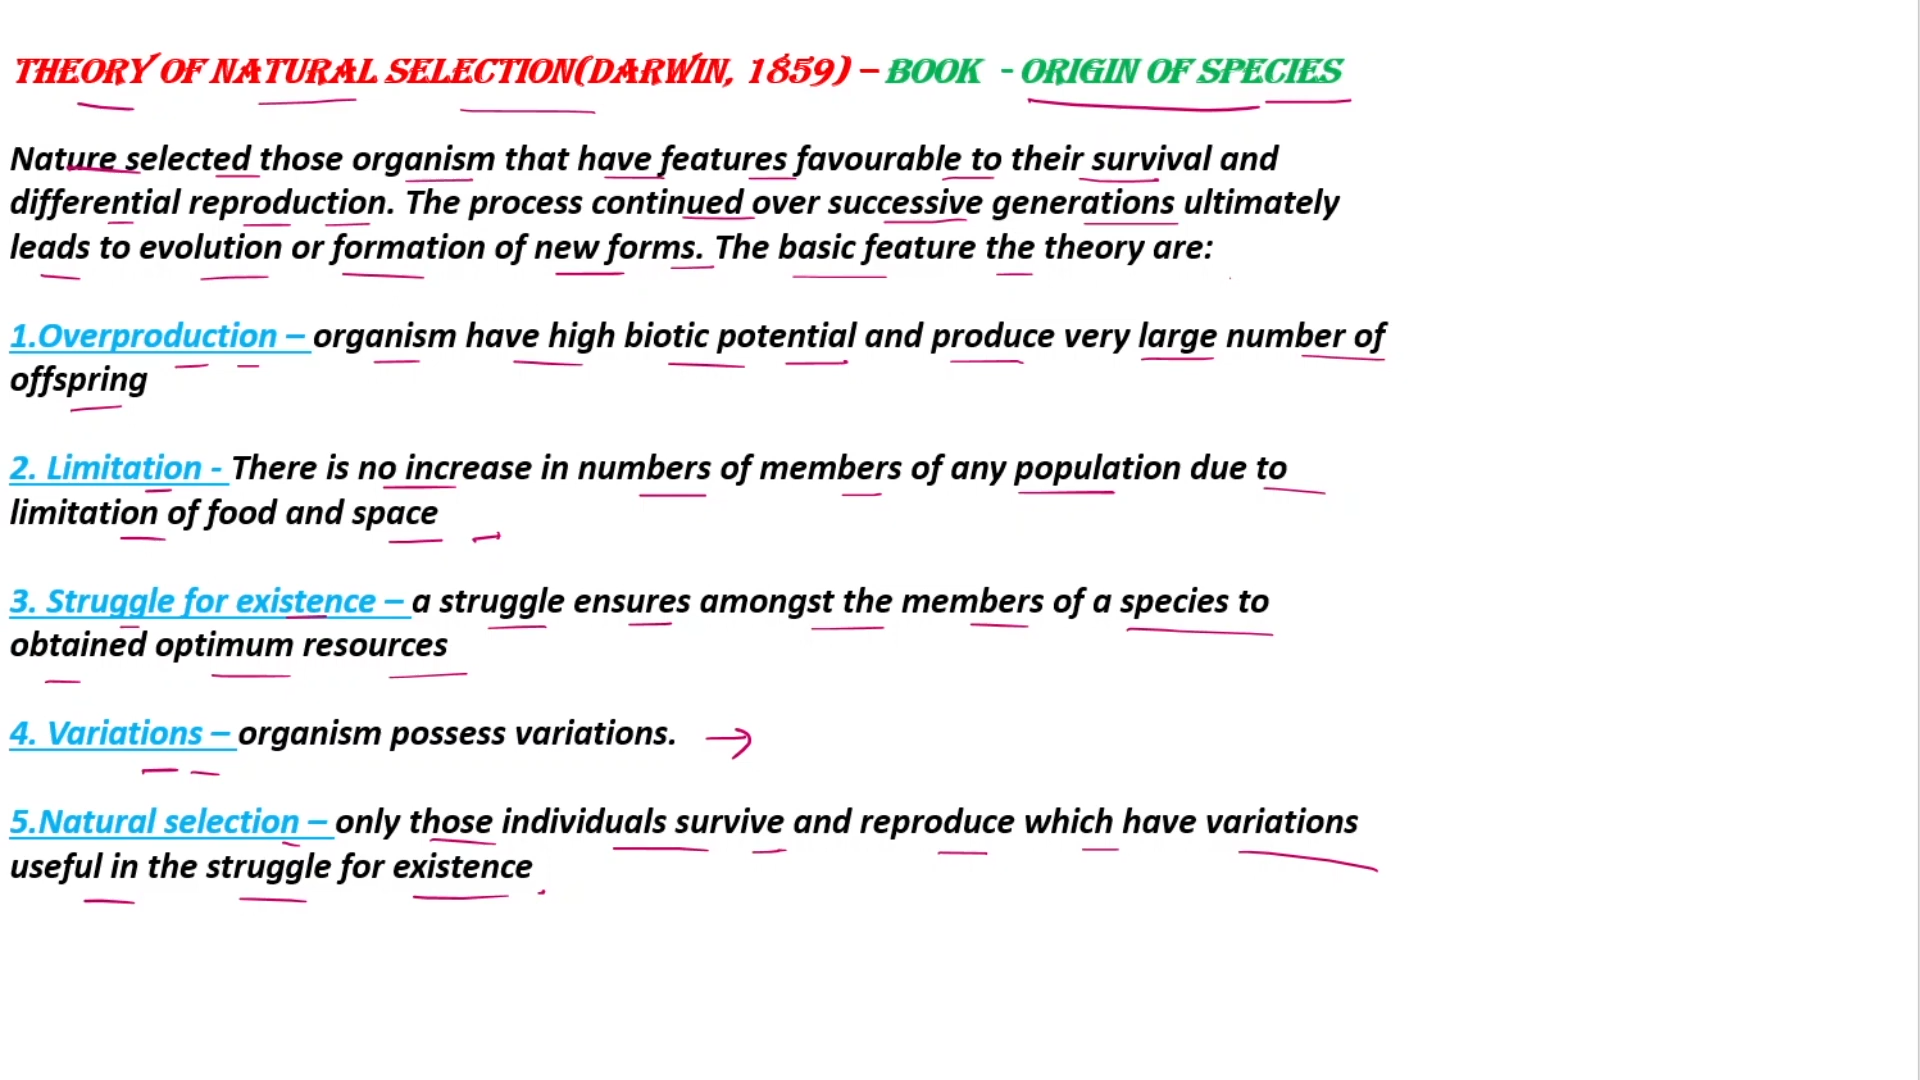 THEORY OF NATURAL SELECTION(DARWIN, 1859) – BOOK - ORIGIN OF SPECIES
Nature selected those organism that have features favourable to their survival and
differential reproduction. The process continued over successive generations ultimately
leads to evolution or formation of new forms. The basic feature the theory are:
1.Overproduction – organism have high biotic potential and produce very large number of
offspring
2. Limitation - There is no increase in numbers of members of any population due to
limitation of food and space
3. Struggle for existence – a struggle ensures amongst the members of a species to
obtained optimum resources
4. Variations – organism possess variations.
5.Natural selection – only those individuals survive and reproduce which have variations
useful in the struggle for existence